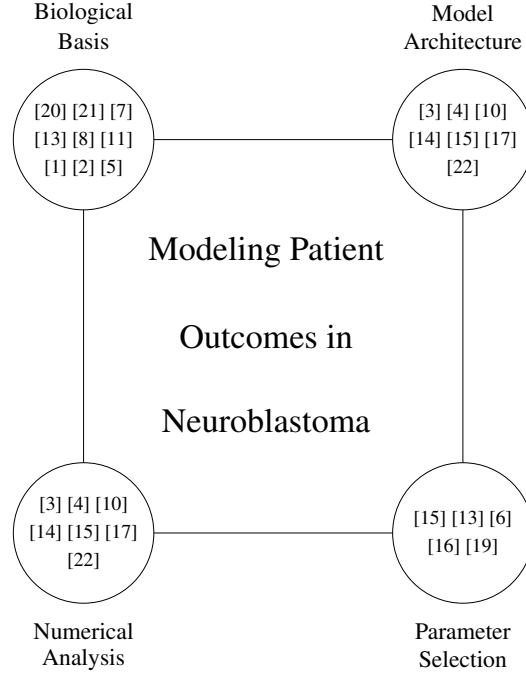 Biological
Basis
Model
Architecture
[20] [21] [7]
[13] [8] [11]
[1] [2] [5]
[3] [4] [10]
[14] [15] [17]
[22]
Modeling Patient
Outcomes in
Neuroblastoma
[3] [4] [10]
[14] [15] [17]
[22]
[15] [13] [6]
[16] [19]
Numerical
Analysis
Parameter
Selection